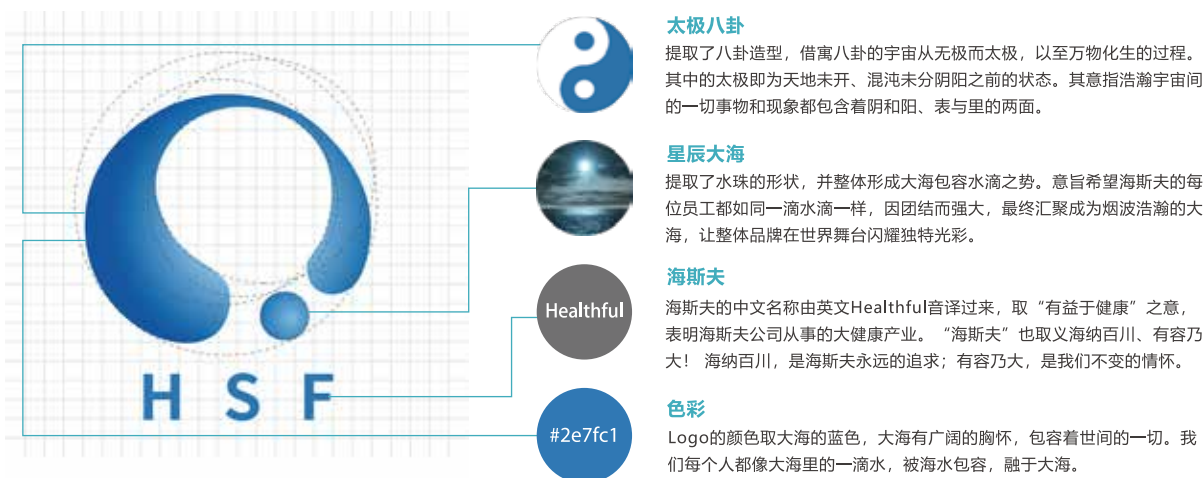 太极八卦
提取了八卦造型，借寓八卦的宇宙从无极而太极，以至万物化生的过程。
其中的太极即为天地未开、混沌未分阴阳之前的状态。其意指浩瀚宇宙间
的一切事物和现象都包含着阴和阳、表与里的两面。
星辰大海
提取了水珠的形状，并整体形成大海包容水滴之势。意旨希望海斯夫的每
位员工都如同一滴水滴一样，因团结而强大，最终汇聚成为烟波浩瀚的大
海，让整体品牌在世界舞台闪耀独特光彩。
Healthful
海斯夫
海斯夫的中文名称由英文Healthful音译过来，取“有益于健康”之意，
表明海斯夫公司从事的大健康产业。“海斯夫”也取义海纳百川、有容乃
大！ 海纳百川，是海斯夫永远的追求；有容乃大，是我们不变的情怀。
H S F
#2e7fc1
色彩
Logo的颜色取大海的蓝色，大海有广阔的胸怀，包容着世间的一切。我
们每个人都像大海里的一滴水，被海水包容，融于大海。